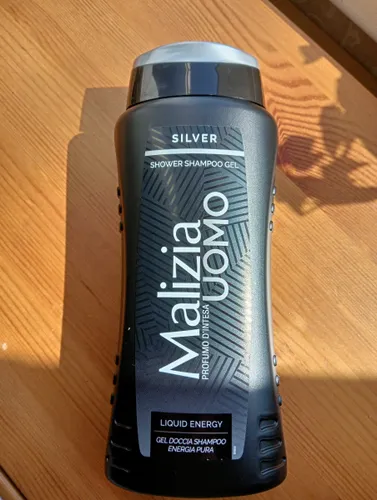 SILVER
SHOWER SHAMPOO GEL
Malizia
PROFUMO D'INTESA
UOMO
LIQUID ENERGY
GEL DOCCIA SHAMPOO
ENERGIA PURA